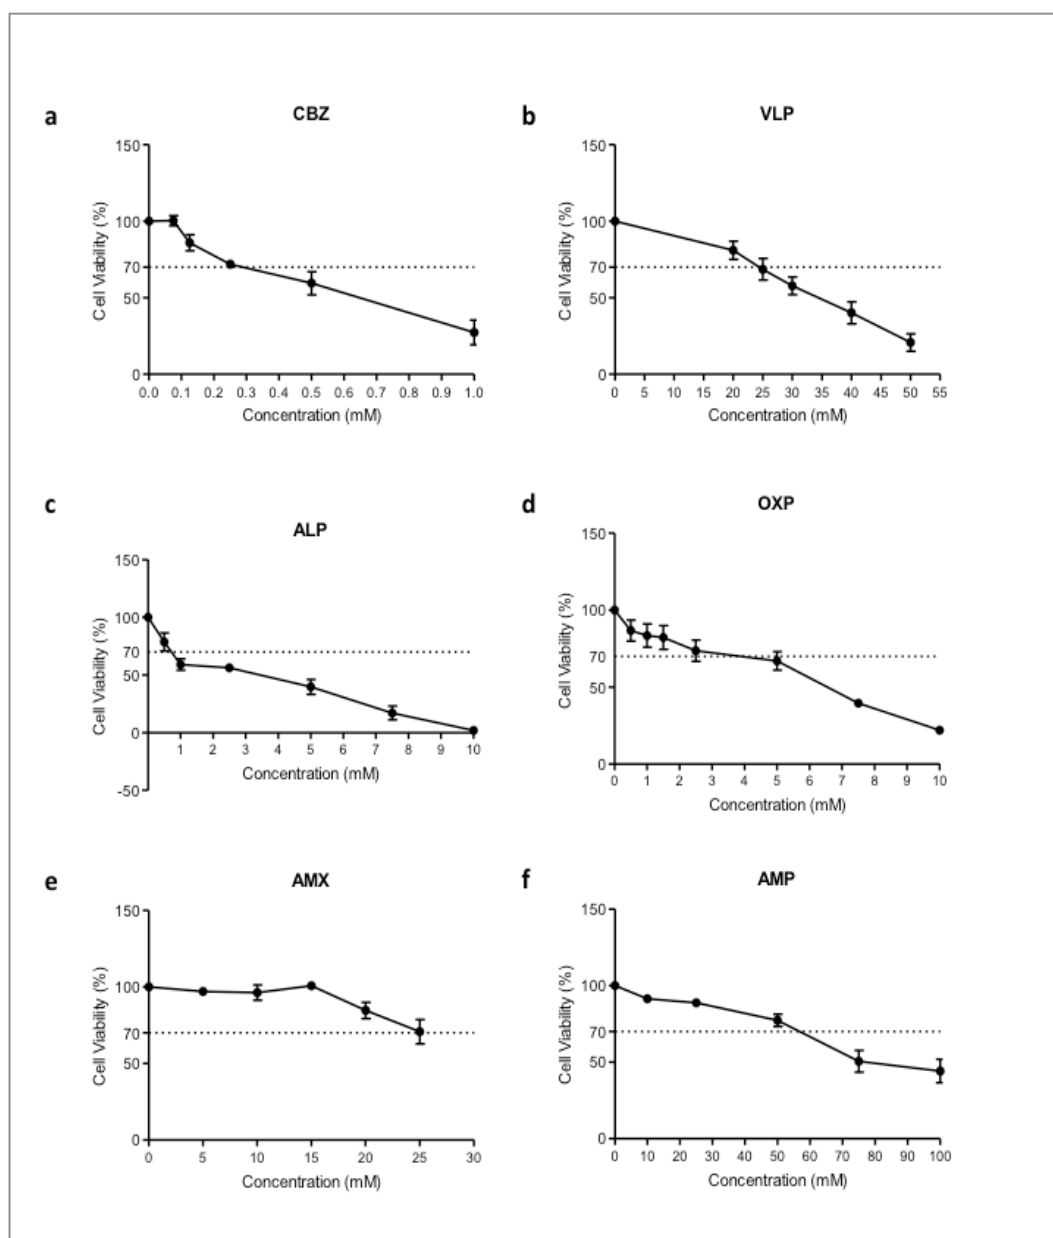 a
CBZ
150
100
70
50
0
Cell Viability (%)
0.0 0.1 0.2 0.2 0.3 0.4 0.5 0.6 0.6 0.7 0.8 0.9 0.9 1.0
Concentration (mM)
b
VLP
150
100
70
50
0
Cell Viability (%)
0 5 10 15 20 25 30 35 40 45 50 55
Concentration (mM)
c
ALP
150
100
70
50
0
-50
Cell Viability (%)
1 2 3 4 5 6 7 8 9 10
Concentration (mM)
d
OXP
150
100
70
50
0
Cell Viability (%)
0 1 2 3 4 5 6 7 8 9 10
Concentration (mM)
e
AMX
150
100
70
50
0
Cell Viability (%)
0 5 10 15 20 25 30
Concentration (mM)
f
AMP
150
100
70
50
0
Cell Viability (%)
0 10 20 30 40 50 60 70 80 90 100
Concentration (mM)